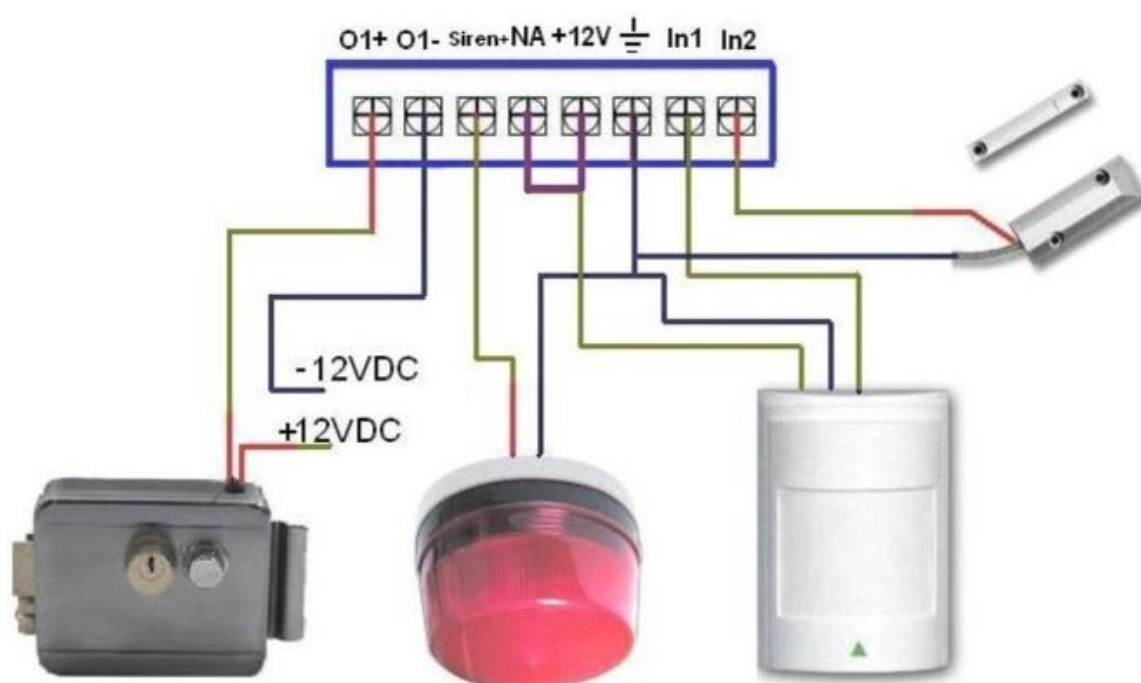 O1+ O1- Siren+ NA +12V In1 In2
-12VDC
+12VDC